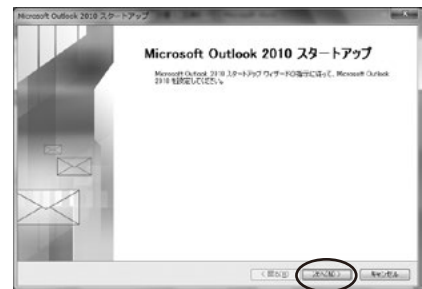 Microsoft Outlook 2010 スタートアップ
Microsoft Outlook 2010 スタートアップ
Microsoft Outlook 2010 スタートアップ ウィザードの指示に従って、Microsoft Outlook
2010 を設定してください。
< 戻る(B) 次へ(N) > キャンセル